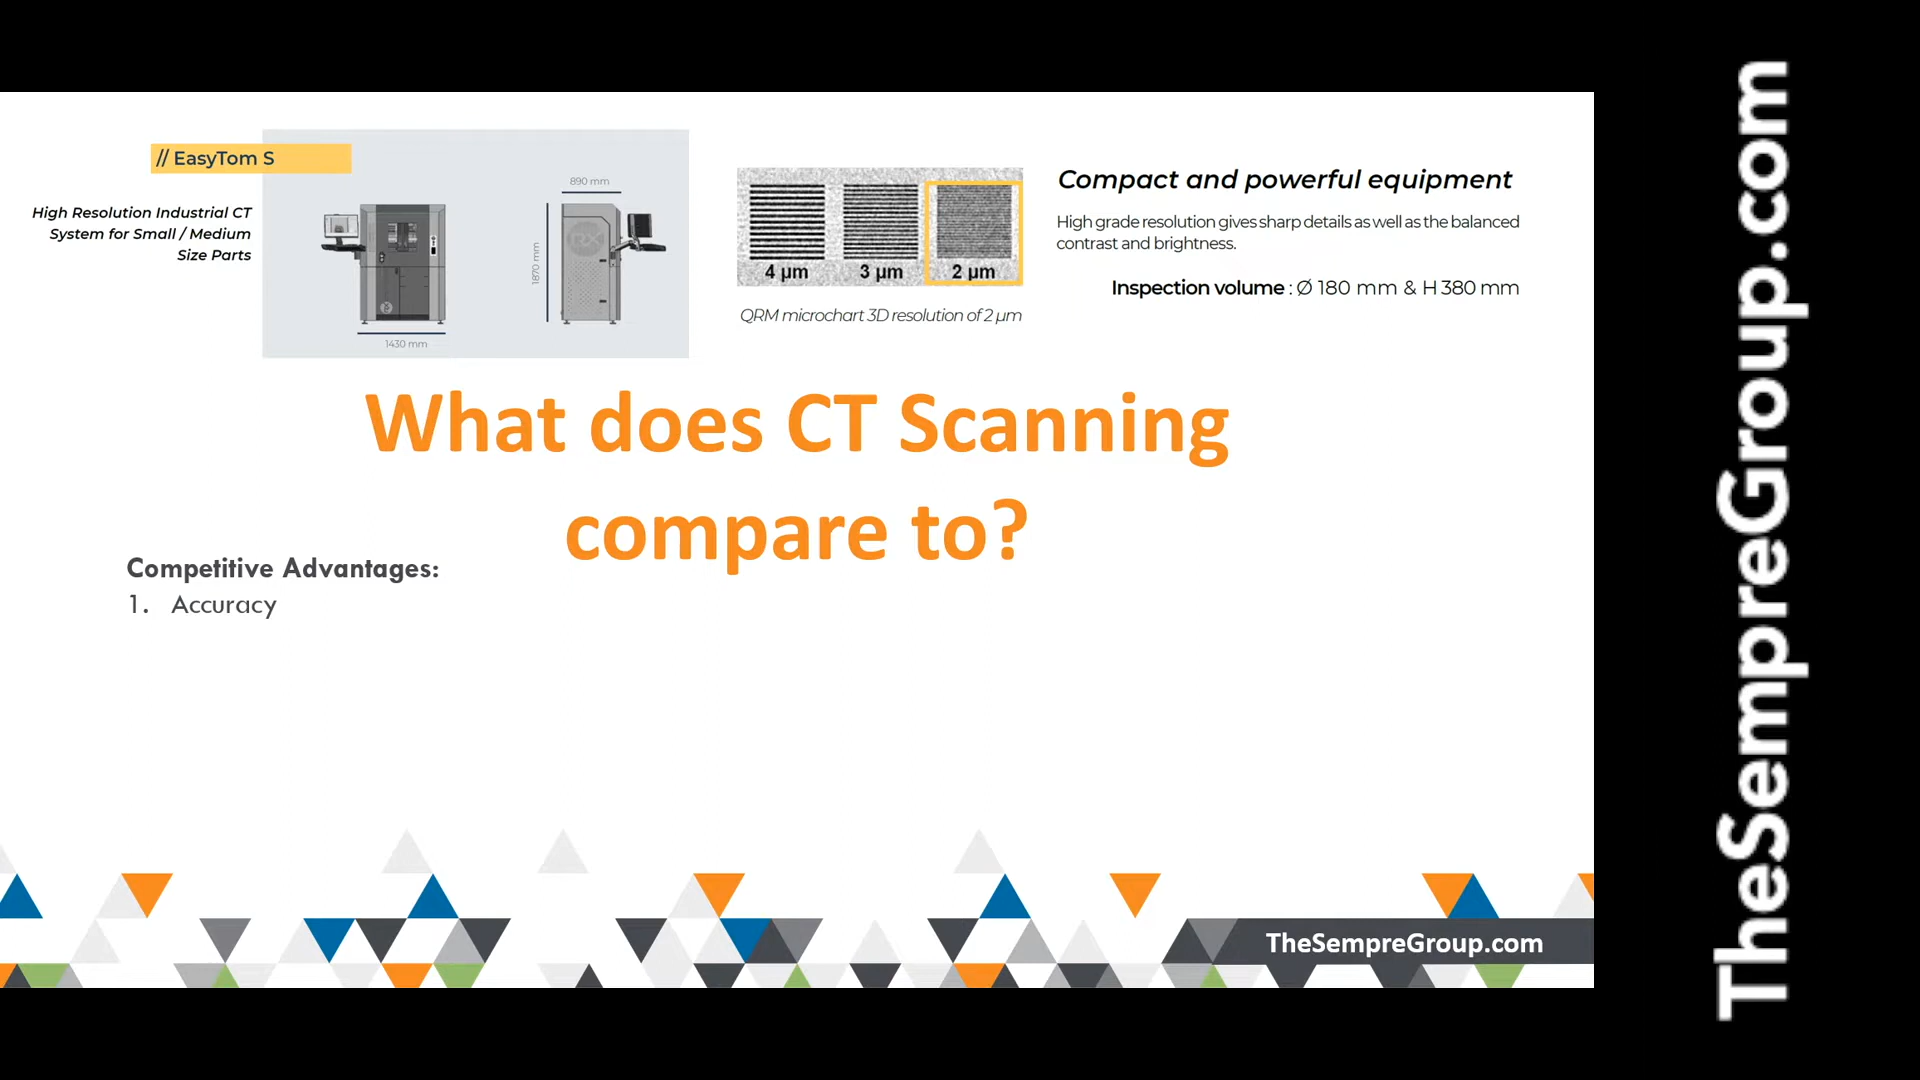 // EasyTom S
High Resolution Industrial CT
System for Small / Medium
Size Parts
890 mm
1870 mm
1430 mm
RX
4 µm
3 µm
2 µm
QRM microchart 3D resolution of 2 µm
Compact and powerful equipment
High grade resolution gives sharp details as well as the balanced
contrast and brightness.
Inspection volume : Ø 180 mm & H 380 mm
What does CT Scanning
compare to?
Competitive Advantages:
1. Accuracy
TheSempreGroup.com
TheSempreGroup.com